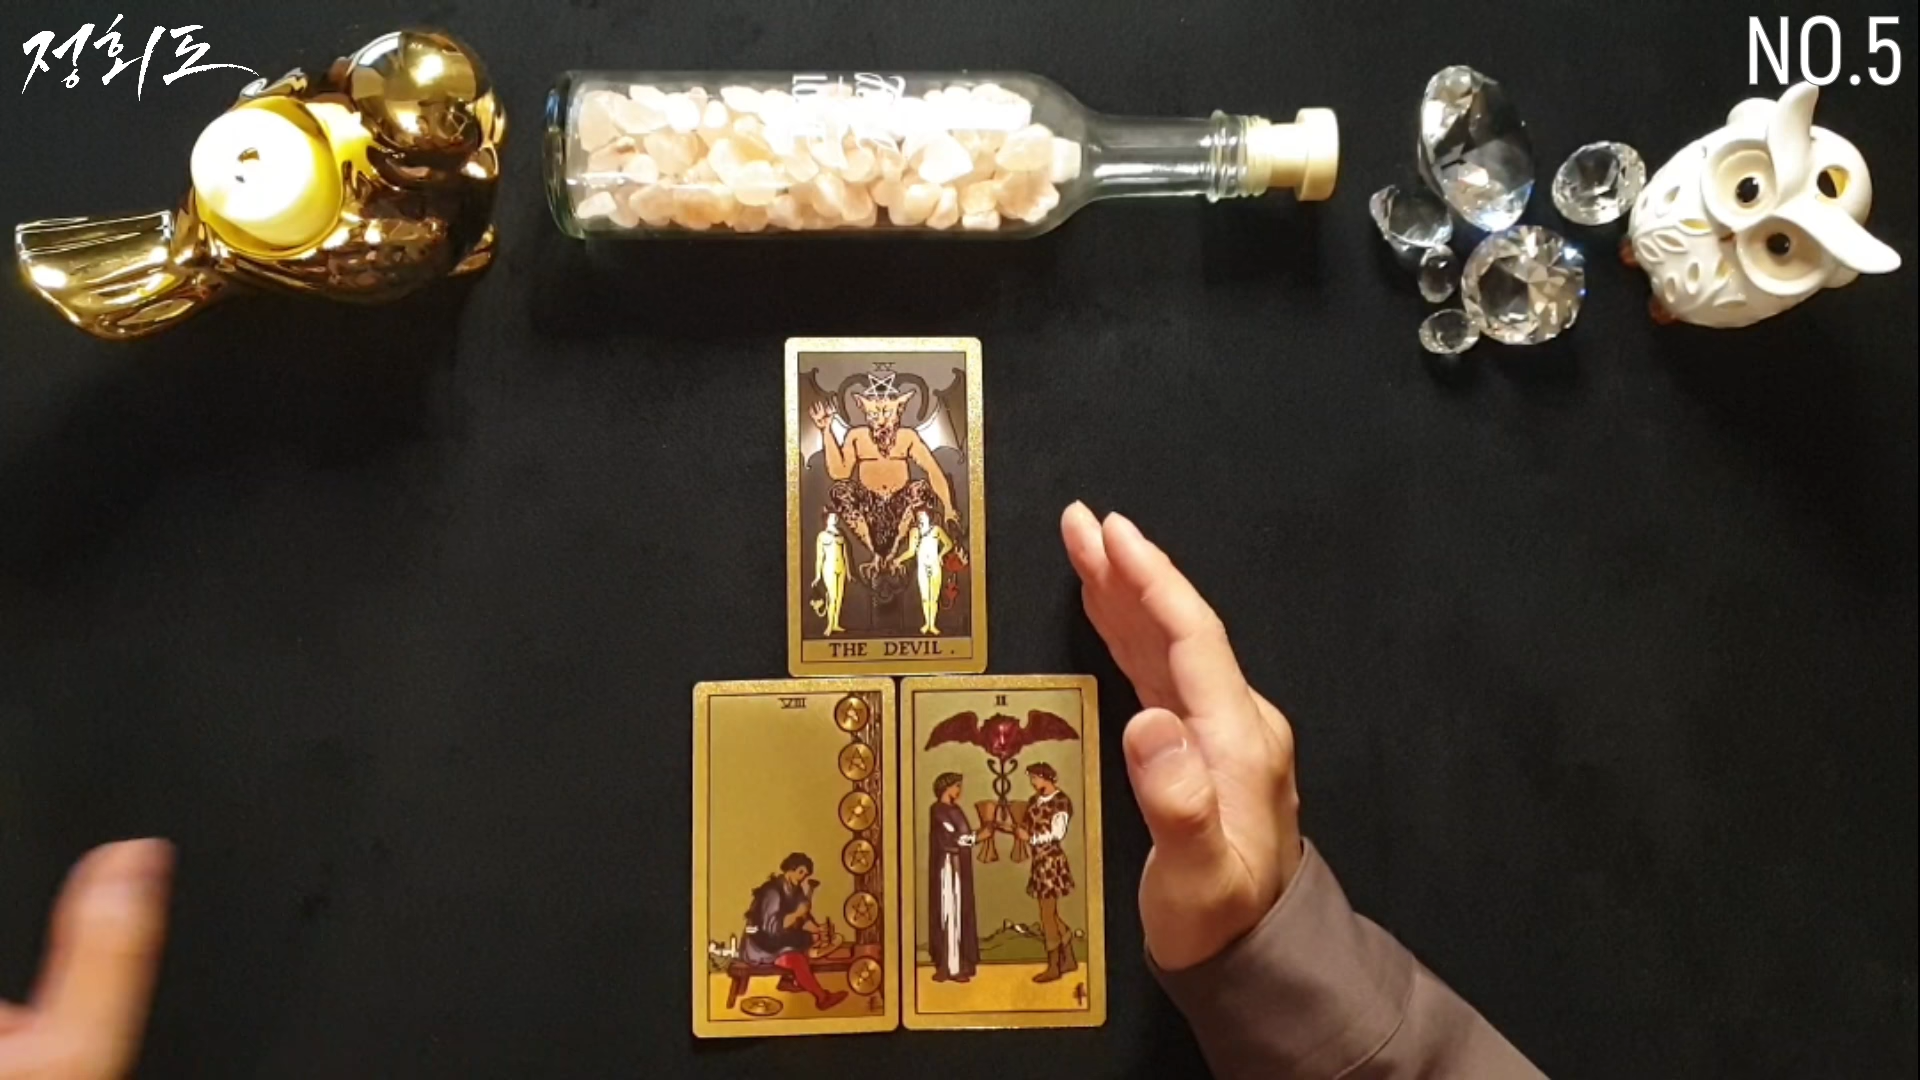 정회도
NO.5
XV
THE DEVIL.
VIII
II